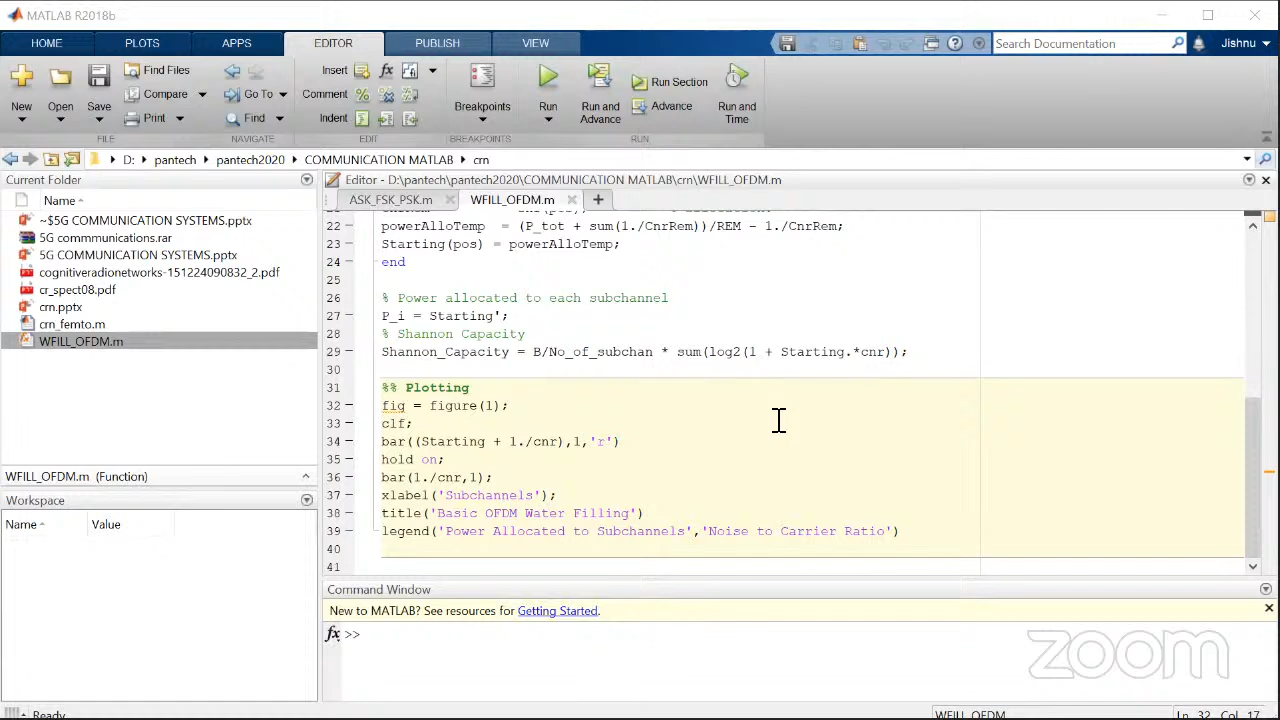 MATLAB R2018b
HOME PLOTS APPS EDITOR PUBLISH VIEW Search Documentation Jishnu
New Open Save Find Files Compare Print Go To Find Insert Comment Indent Breakpoints Run Run and Advance Run Section Advance Run and Time
FILE NAVIGATE EDIT BREAKPOINTS RUN
D: pantech pantech2020 COMMUNICATION MATLAB crn
Current Folder
Name
~$5G COMMUNICATION SYSTEMS.pptx
5G commmunications.rar
5G COMMUNICATION SYSTEMS.pptx
cognitiveradionetworks-151224090832_2.pdf
cr_spect08.pdf
crn.pptx
crn_femto.m
WFILL_OFDM.m
WFILL_OFDM.m (Function)
Workspace
Name Value
Editor - D:\pantech\pantech2020\COMMUNICATION MATLAB\crn\WFILL_OFDM.m
ASK_FSK_PSK.m WFILL_OFDM.m
22 powerAlloTemp = (P_tot + sum(1./CnrRem))/REM - 1./CnrRem;
23 Starting(pos) = powerAlloTemp;
24 end
25
26 % Power allocated to each subchannel
27 P_i = Starting';
28 % Shannon Capacity
29 Shannon_Capacity = B/No_of_subchan * sum(log2(1 + Starting.*cnr));
30
31 %% Plotting
32 fig = figure(1);
33 clf;
34 bar((Starting + 1./cnr),1,'r')
35 hold on;
36 bar(1./cnr,1);
37 xlabel('Subchannels');
38 title('Basic OFDM Water Filling')
39 legend('Power Allocated to Subchannels','Noise to Carrier Ratio')
40
41
Command Window
New to MATLAB? See resources for Getting Started.
fx >>
zoom
Ready
WFILL_OFDM Ln 32 Col 17